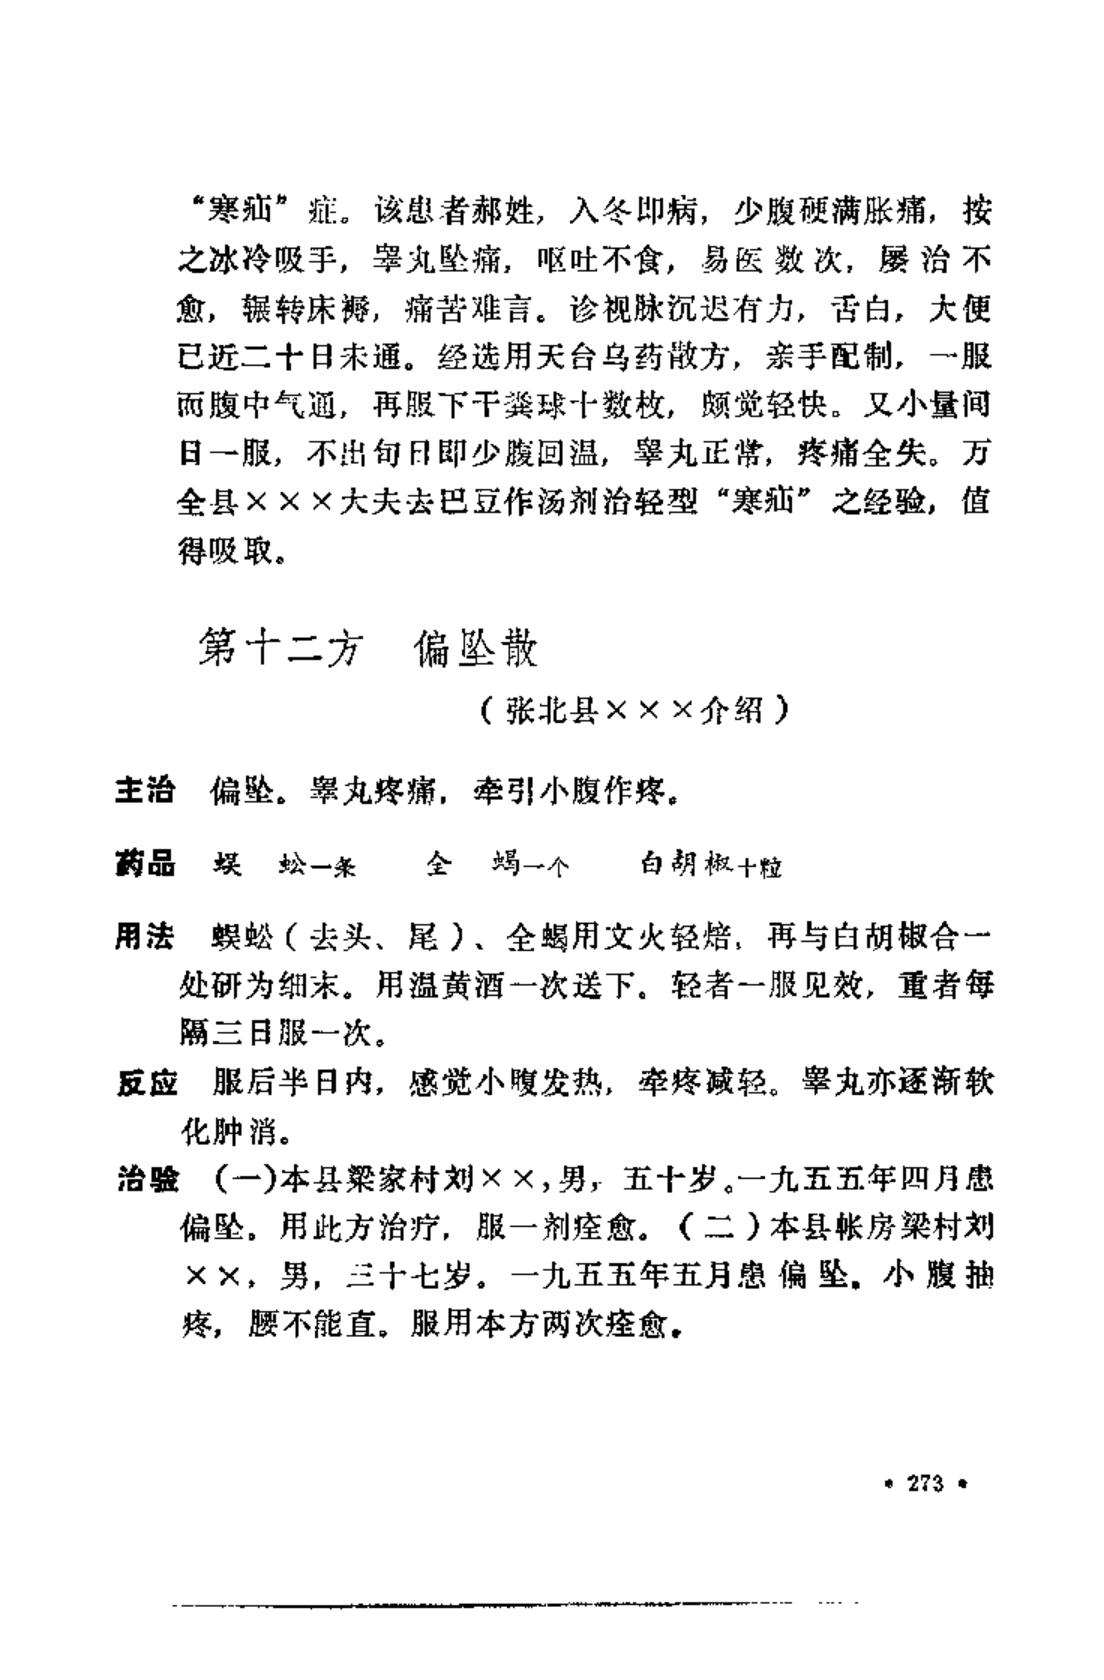 “寒疝”症。该患者郝姓，入冬即病，少腹硬满胀痛，按
之冰冷吸手，睾丸坠痛，呕吐不食，易医数次，屡治不
愈，辗转床褥，痛苦难言。诊视脉沉迟有力，舌白，大便
已近二十日未通。经选用天台乌药散方，亲手配制，一服
而腹中气通，再服下干粪球十数枚，颇觉轻快。又小量间
日一服，不出旬日即少腹回温，睾丸正常，疼痛全失。万
全县×××大夫去巴豆作汤剂治轻型“寒疝”之经验，值
得吸取。
第十二方 偏坠散
（张北县×××介绍）
主治 偏坠。睾丸疼痛，牵引小腹作疼。
药品 蜈蚣一条 全蝎一个 白胡椒十粒
用法 蜈蚣（去头、尾）、全蝎用文火轻焙，再与白胡椒合一
处研为细末。用温黄酒一次送下。轻者一服见效，重者每
隔三日服一次。
反应 服后半日内，感觉小腹发热，牵疼减轻。睾丸亦逐渐软
化肿消。
治验 （一）本县梁家村刘××，男，五十岁。一九五五年四月患
偏坠。用此方治疗，服一剂痊愈。（二）本县帐房梁村刘
××，男，三十七岁。一九五五年五月患偏坠。小腹抽
疼，腰不能直。服用本方两次痊愈。
• 273 •